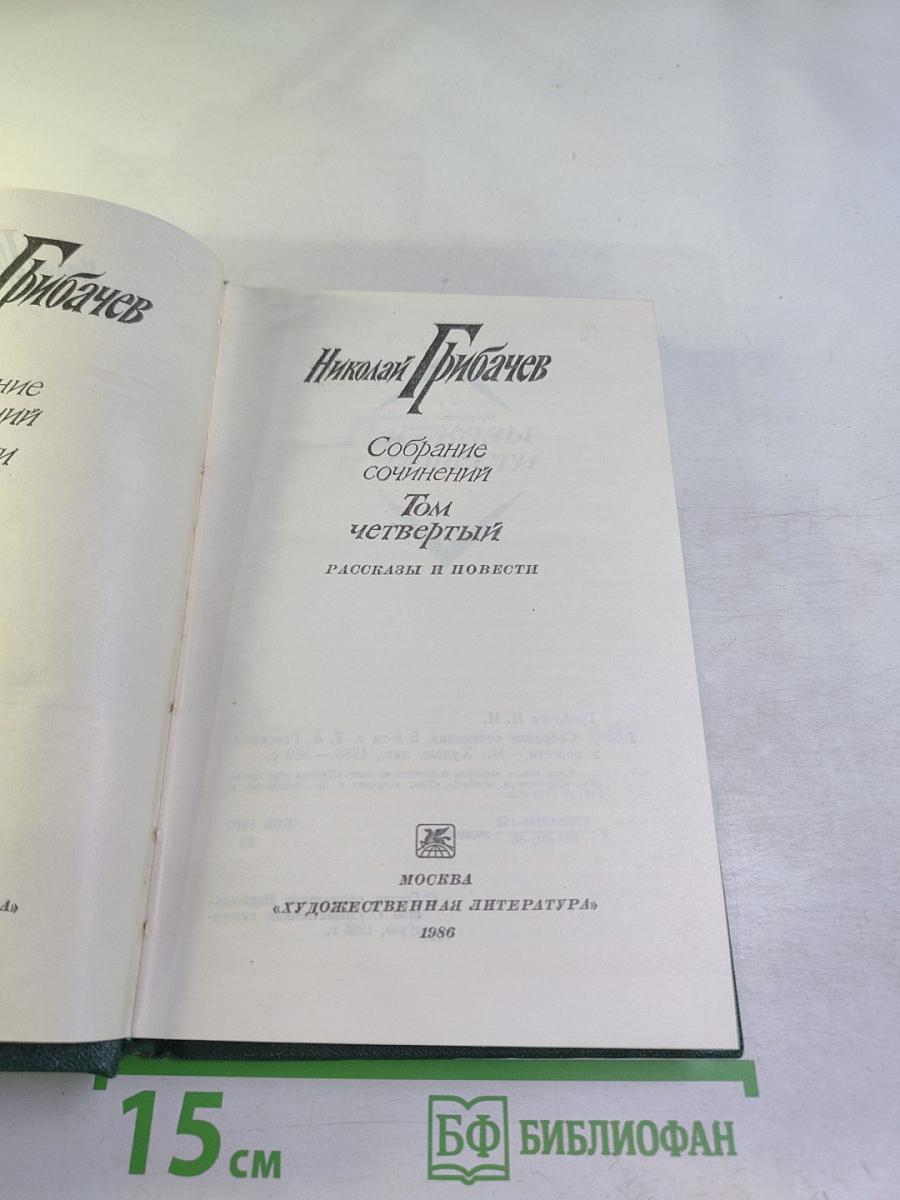 Грибачев
Николай Грибачев
Собрание
сочинений
Том
четвертый
РАССКАЗЫ И ПОВЕСТИ
МОСКВА
«ХУДОЖЕСТВЕННАЯ ЛИТЕРАТУРА»
1986
15 см
БФ БИБЛИОФАН